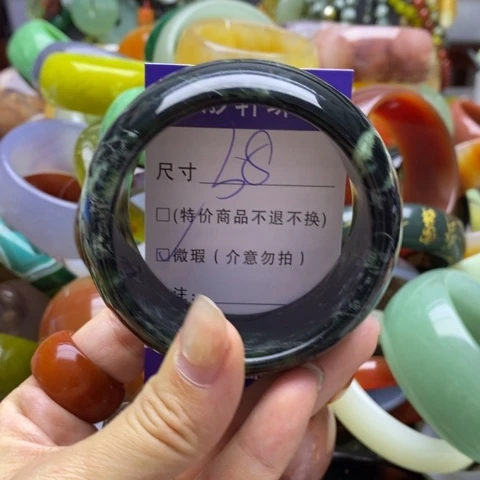 尺寸 58
□(特价商品不退不换)
☑微瑕(介意勿拍)
注: